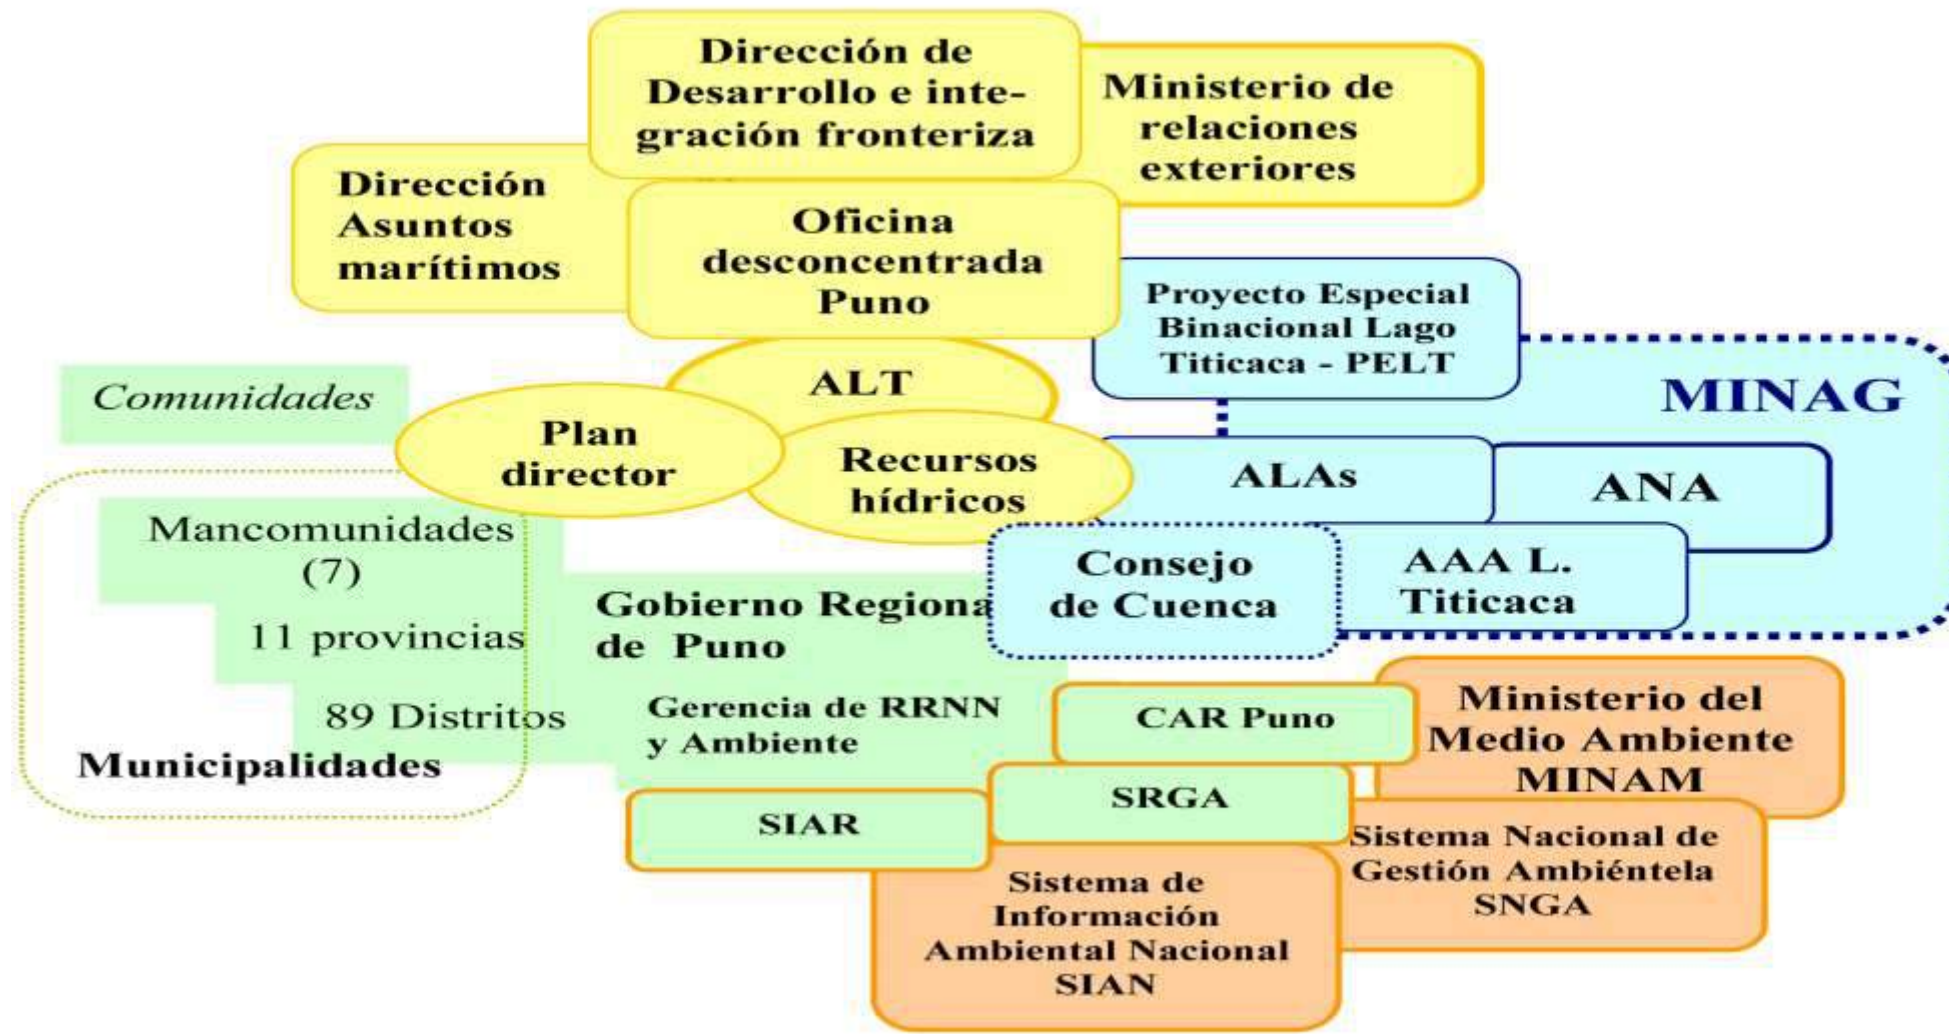 Dirección de
Desarrollo e inte-
gración fronteriza
Ministerio de
relaciones
exteriores
Dirección
Asuntos
marítimos
Oficina
desconcentrada
Puno
Proyecto Especial
Binacional Lago
Titicaca - PELT
MINAG
Comunidades
ALT
Plan
director
Recursos
hídricos
ALAs
ANA
Mancomunidades
(7)
11 provincias
89 Distritos
Municipalidades
Gobierno Regiona
de Puno
Gerencia de RRNN
y Ambiente
Consejo
de Cuenca
AAA L.
Titicaca
CAR Puno
Ministerio del
Medio Ambiente
MINAM
SRGA
SIAR
Sistema Nacional de
Gestión Ambiéntela
SNGA
Sistema de
Información
Ambiental Nacional
SIAN